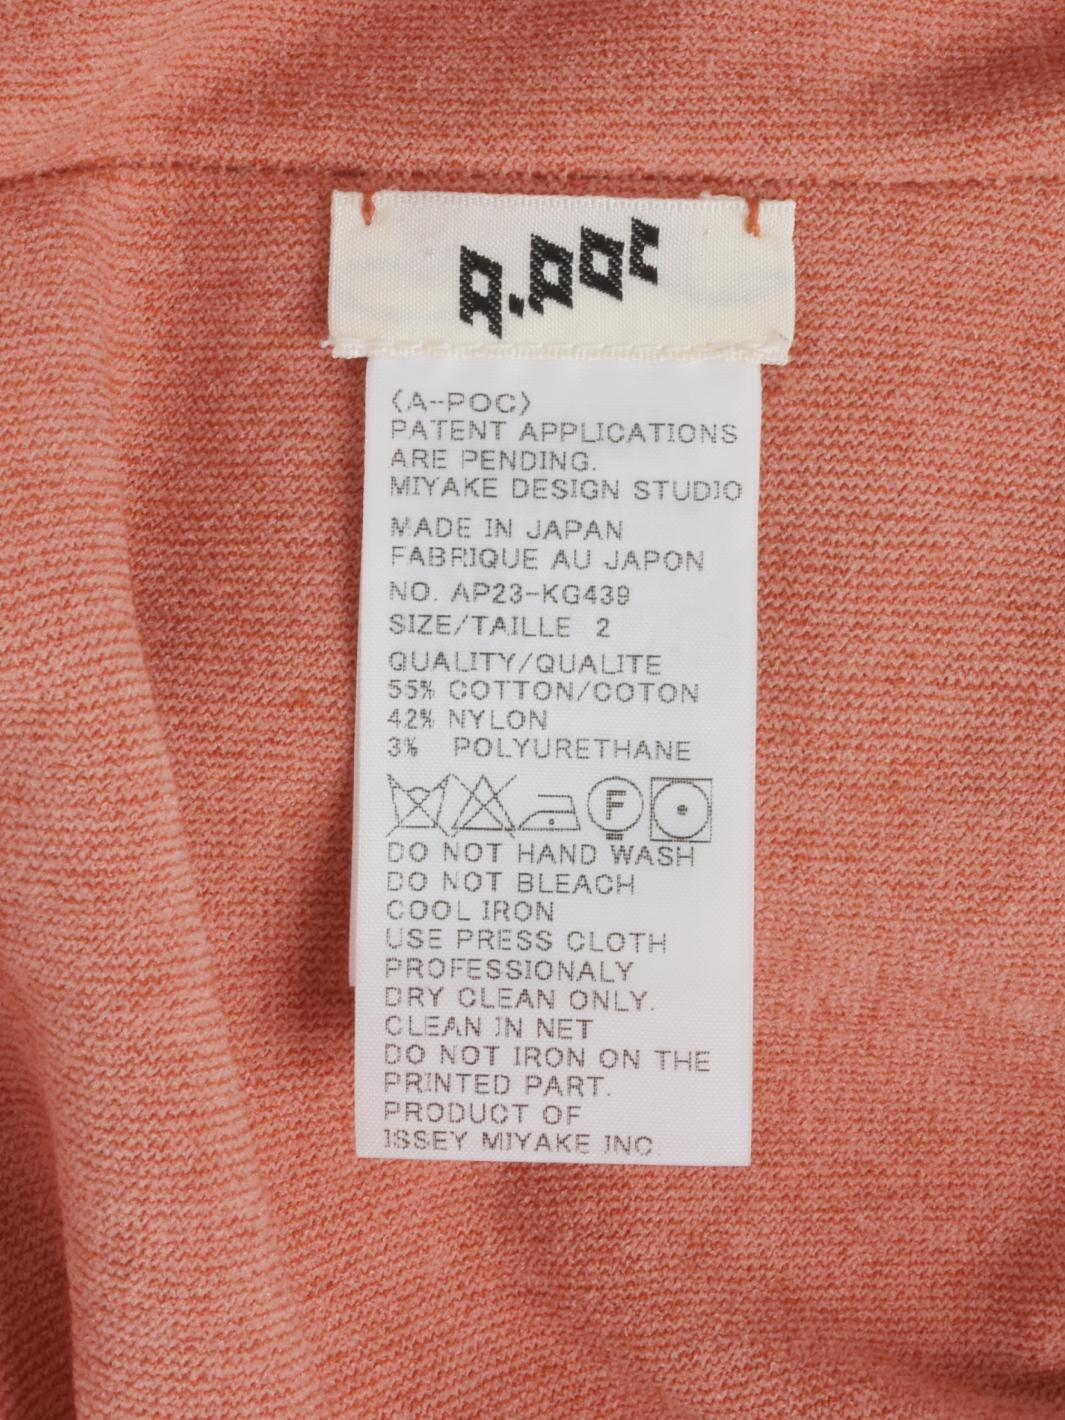 a.poc
〈A-POC〉
PATENT APPLICATIONS
ARE PENDING.
MIYAKE DESIGN STUDIO
MADE IN JAPAN
FABRIQUE AU JAPON
NO. AP23-KG439
SIZE/TAILLE 2
QUALITY/QUALITE
55% COTTON/COTON
42% NYLON
3% POLYURETHANE
F
DO NOT HAND WASH
DO NOT BLEACH
COOL IRON
USE PRESS CLOTH
PROFESSIONALY
DRY CLEAN ONLY.
CLEAN IN NET
DO NOT IRON ON THE
PRINTED PART.
PRODUCT OF
ISSEY MIYAKE INC.